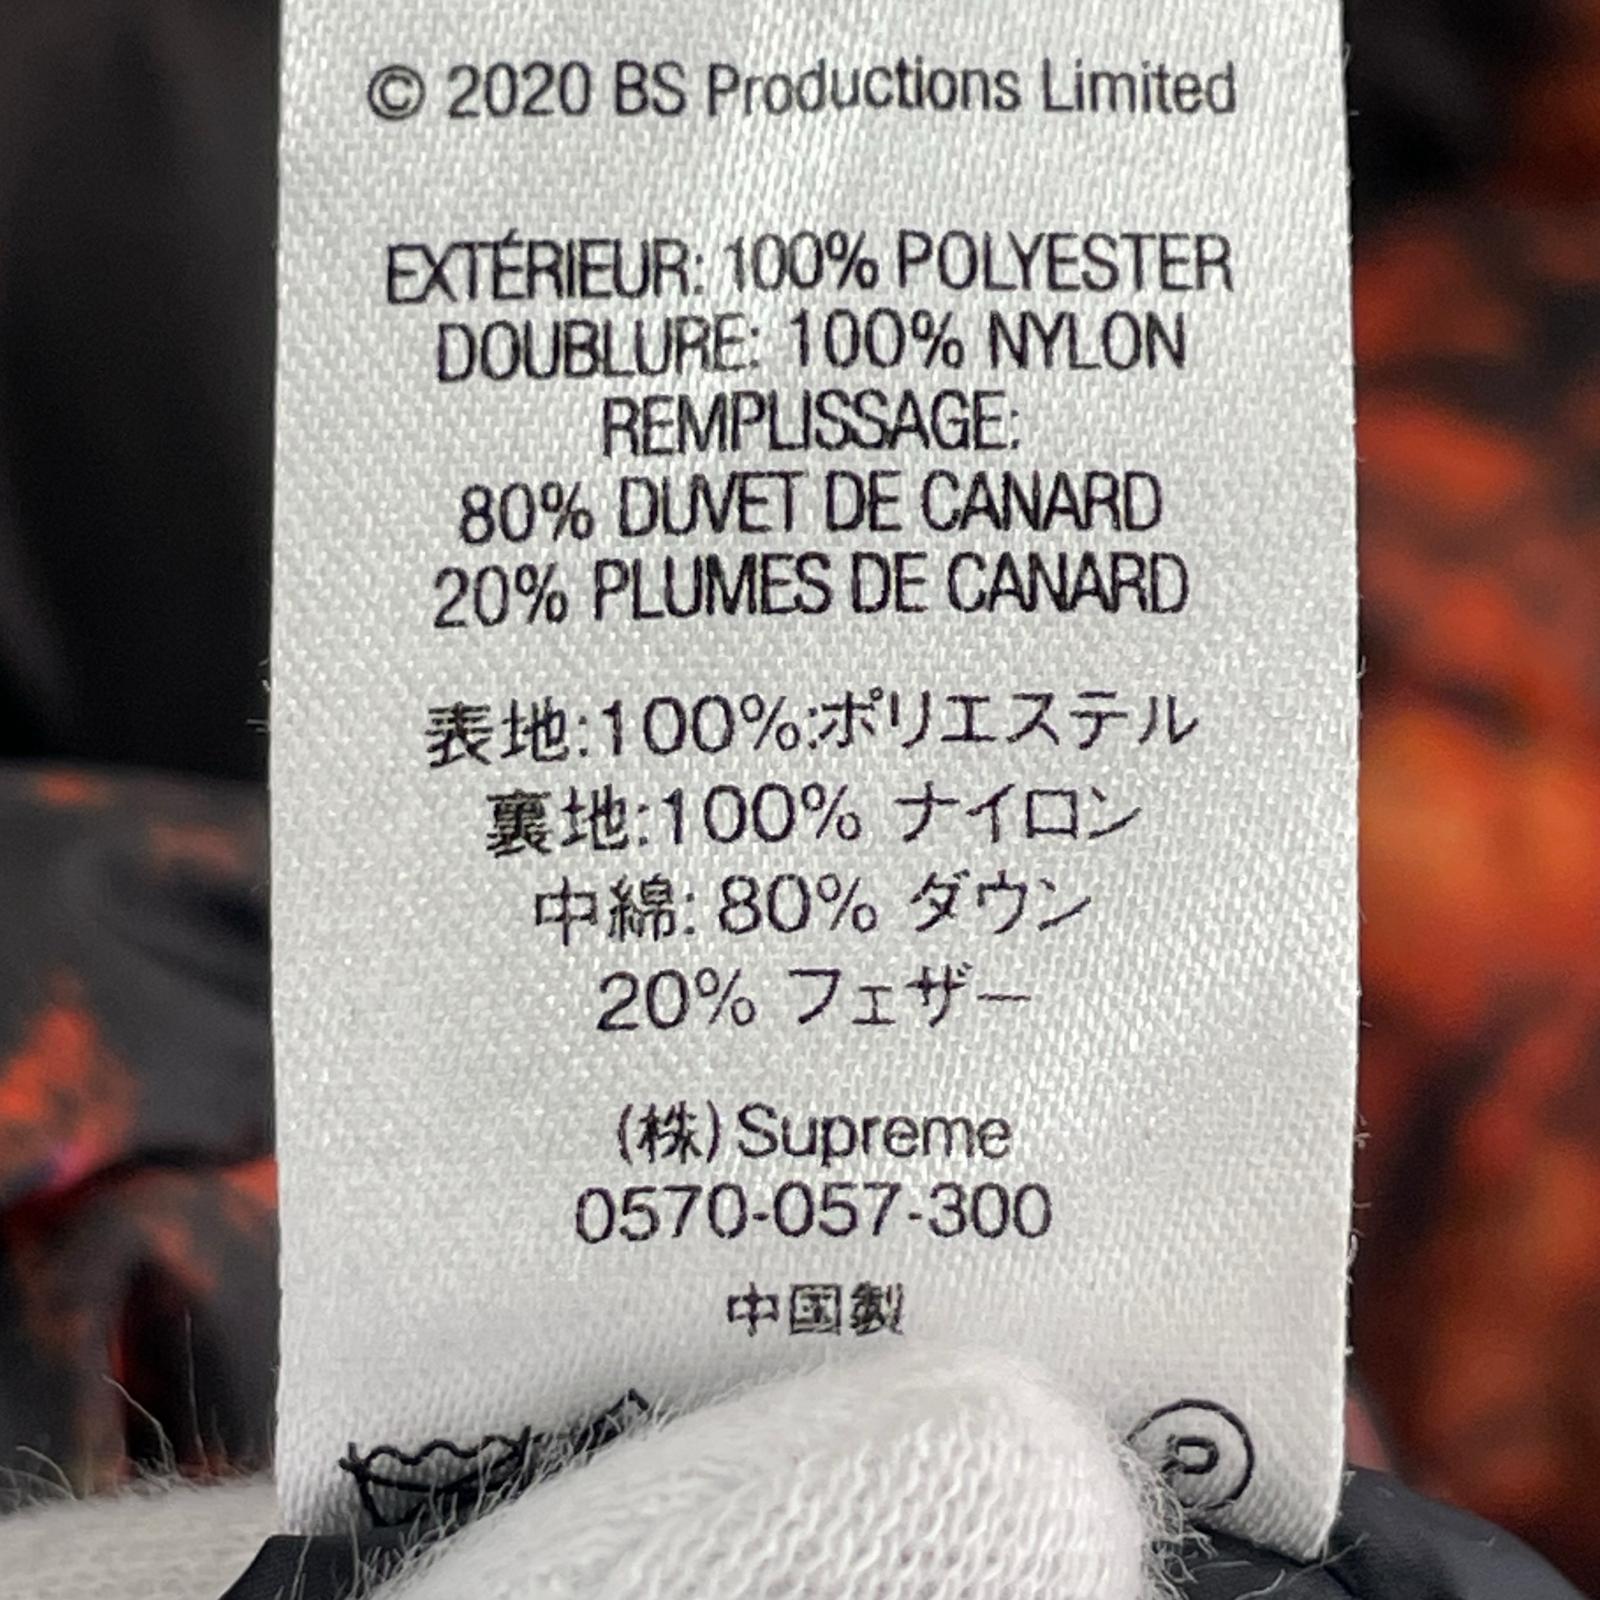 © 2020 BS Productions Limited
EXTÉRIEUR: 100% POLYESTER
DOUBLURE: 100% NYLON
REMPLISSAGE:
80% DUVET DE CANARD
20% PLUMES DE CANARD
表地:100%:ポリエステル
裏地:100% ナイロン
中綿: 80% ダウン
20% フェザー
(株)Supreme
0570-057-300
中国製
P